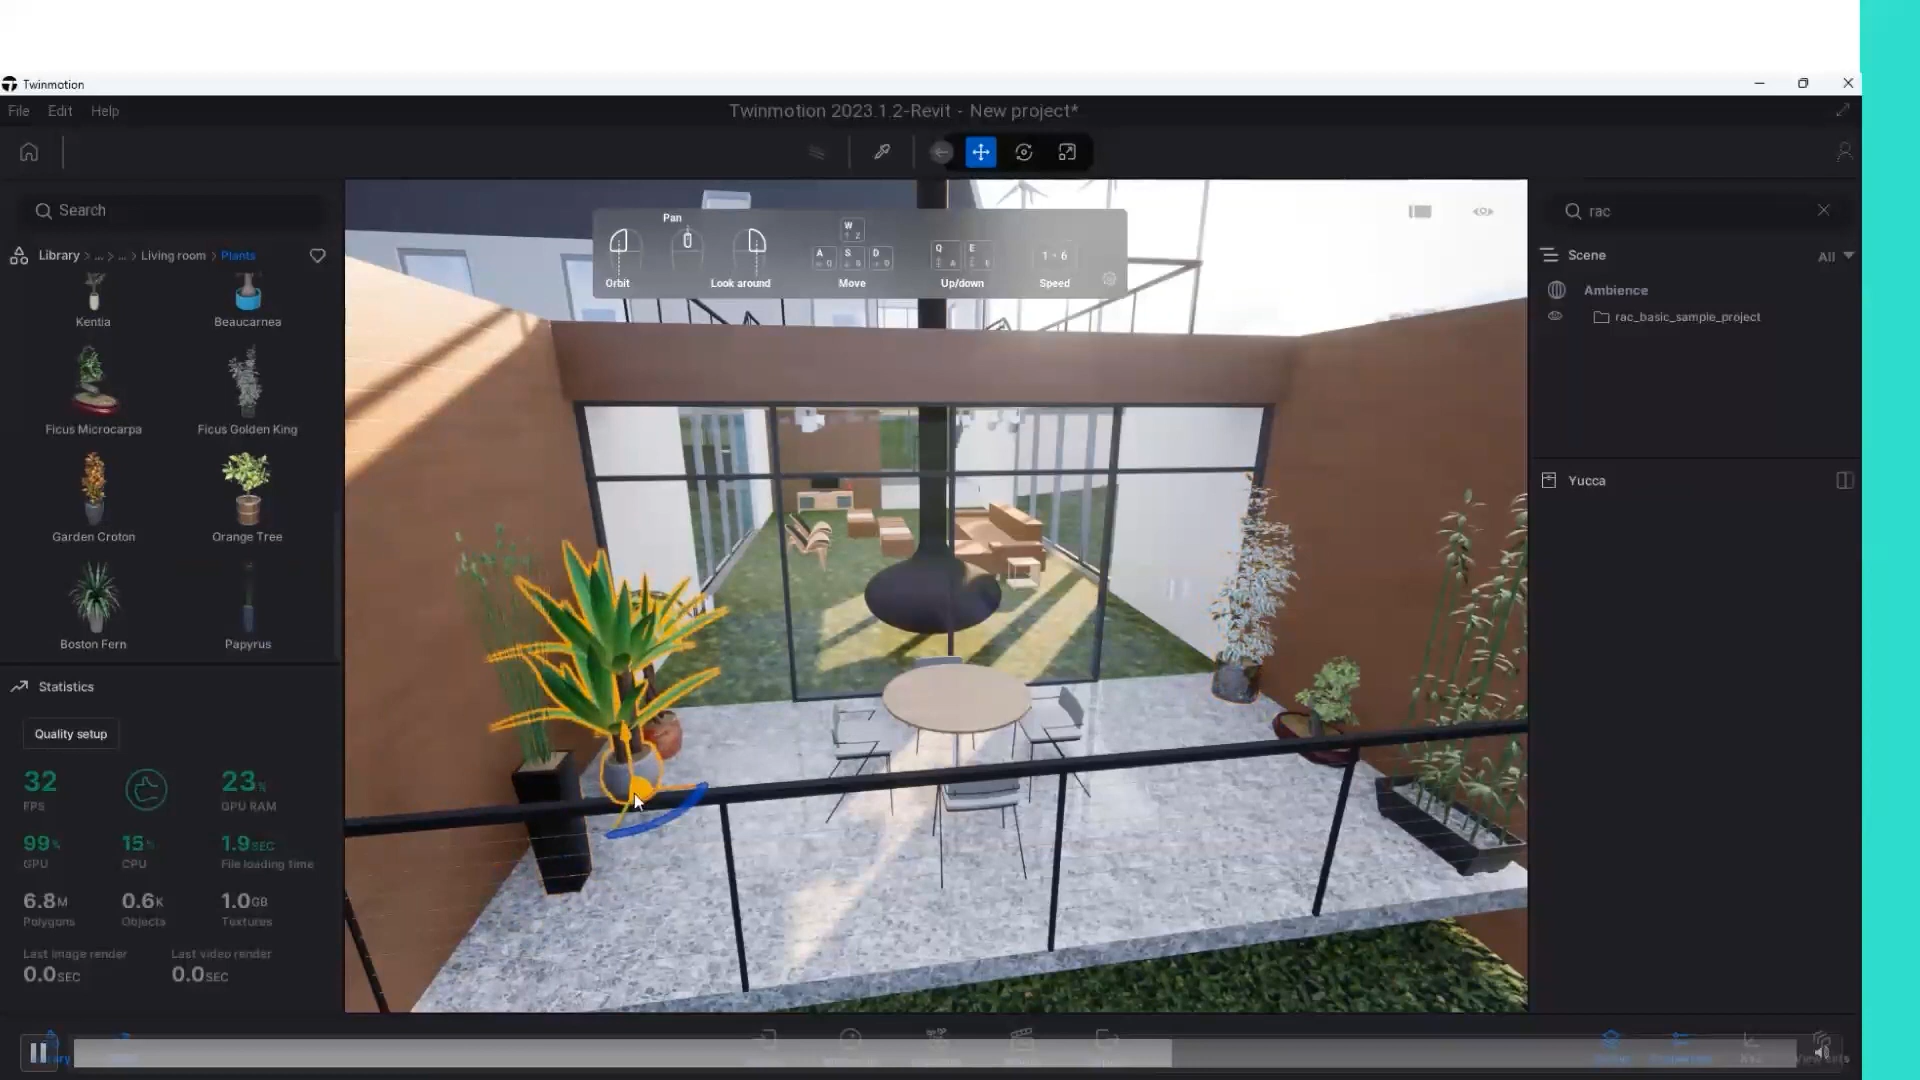 Twinmotion
File Edit Help
Twinmotion 2023.1.2-Revit - New project*
Search
Library > ... > ... > Living room > Plants
Kentia Beaucarnea
Ficus Microcarpa Ficus Golden King
Garden Croton Orange Tree
Boston Fern Papyrus
Statistics
Quality setup
32 23%
FPS GPU RAM
99% 15% 1.9SEC
GPU CPU File loading time
6.8M 0.6K 1.0GB
Polygons Objects Textures
Last image render Last video render
0.0SEC 0.0SEC
Pan
W
Z
A S D
Q E
1 - 6
Orbit Look around Move Up/down Speed
rac
Scene All
Ambience
rac_basic_sample_project
Yucca